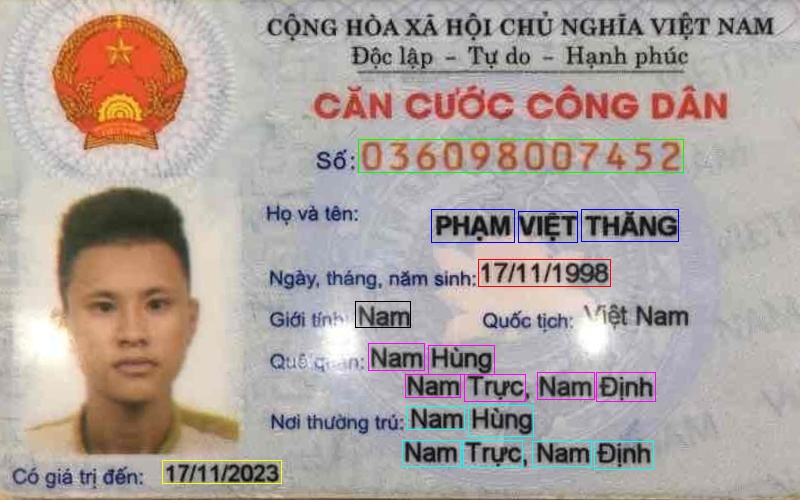 CỘNG HÒA XÃ HỘI CHỦ NGHĨA VIỆT NAM
Độc lập - Tự do - Hạnh phúc
CĂN CƯỚC CÔNG DÂN
Số: 036098007452
Họ và tên: PHẠM VIỆT THĂNG
Ngày, tháng, năm sinh: 17/11/1998
Giới tính: Nam Quốc tịch: Việt Nam
Quê quán: Nam Hùng
Nam Trực, Nam Định
Nơi thường trú: Nam Hùng
Nam Trực, Nam Định
Có giá trị đến: 17/11/2023